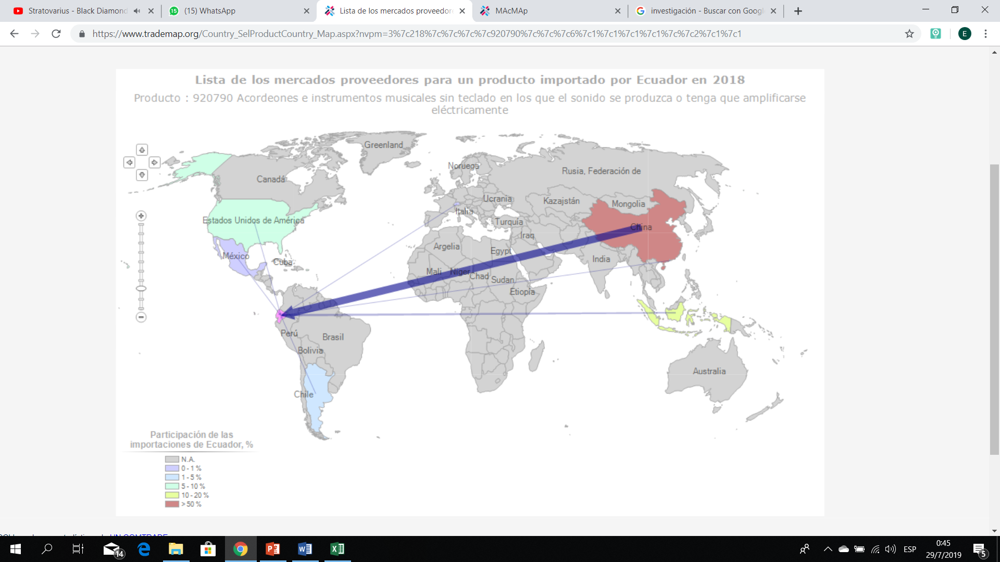 Stratovarius - Black Diamond
(15) WhatsApp
Lista de los mercados proveedore
MAcMAp
investigación - Buscar con Googl
https://www.trademap.org/Country_SelProductCountry_Map.aspx?nvpm=3%7c218%7c%7c%7c%7c920790%7c%7c%7c6%7c1%7c1%7c1%7c1%7c%7c2%7c1%7c1
E
Lista de los mercados proveedores para un producto importado por Ecuador en 2018
Producto : 920790 Acordeones e instrumentos musicales sin teclado en los que el sonido se produzca o tenga que amplificarse
eléctricamente
Greenland
Noruega
Rusia, Federación de
Canadá
Ucrania
Kazajstán
Mongolia
Italia
Estados Unidos de América
Turquía
China
Iraq
Argelia
Egypt
México
India
Cuba
Mali
Niger
Chad
Sudan
Etiopia
Perú
Brasil
Bolivia
Australia
Chile
Participación de las
importaciones de Ecuador, %
N.A.
0 - 1 %
1 - 5 %
5 - 10 %
10 - 20 %
> 50 %
UN COMTRADE
14
ESP
0:45
29/7/2019
5